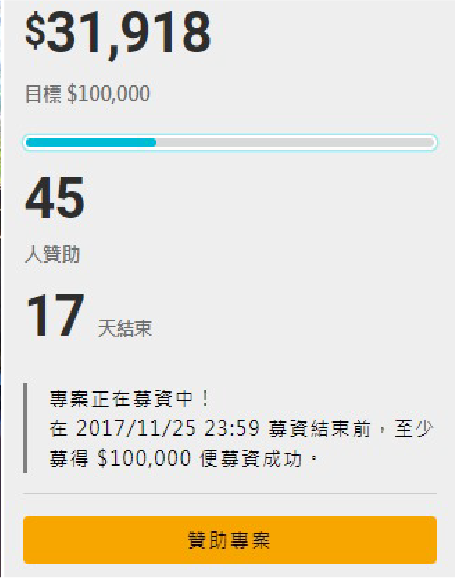 $31,918
目標 $100,000
45
人贊助
17 天結束
專案正在募資中！
在 2017/11/25 23:59 募資結束前，至少
募得 $100,000 便募資成功。
贊助專案